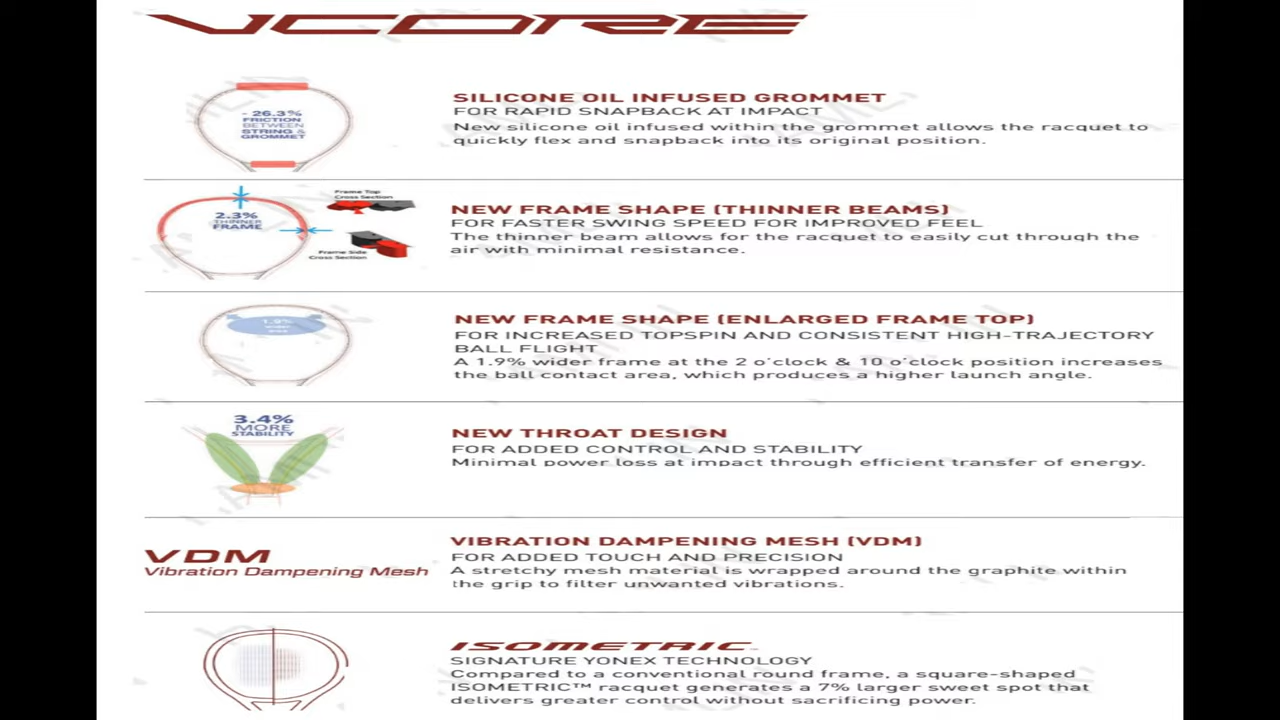 VCORE
- 26.3%
FRICTION
BETWEEN
STRING &
GROMMET
SILICONE OIL INFUSED GROMMET
FOR RAPID SNAPBACK AT IMPACT
New silicone oil infused within the grommet allows the racquet to
quickly flex and snapback into its original position.
2.3%
THINNER
FRAME
Frame Top
Cross Section
Frame Side
Cross Section
NEW FRAME SHAPE (THINNER BEAMS)
FOR FASTER SWING SPEED FOR IMPROVED FEEL
The thinner beam allows for the racquet to easily cut through the
air with minimal resistance.
1.9%
NEW FRAME SHAPE (ENLARGED FRAME TOP)
FOR INCREASED TOPSPIN AND CONSISTENT HIGH-TRAJECTORY
BALL FLIGHT
A 1.9% wider frame at the 2 o'clock & 10 o'clock position increases
the ball contact area, which produces a higher launch angle.
3.4%
MORE
STABILITY
NEW THROAT DESIGN
FOR ADDED CONTROL AND STABILITY
Minimal power loss at impact through efficient transfer of energy.
VDM
Vibration Dampening Mesh
VIBRATION DAMPENING MESH (VDM)
FOR ADDED TOUCH AND PRECISION
A stretchy mesh material is wrapped around the graphite within
the grip to filter unwanted vibrations.
ISOMETRIC
SIGNATURE YONEX TECHNOLOGY
Compared to a conventional round frame, a square-shaped
ISOMETRIC™ racquet generates a 7% larger sweet spot that
delivers greater control without sacrificing power.